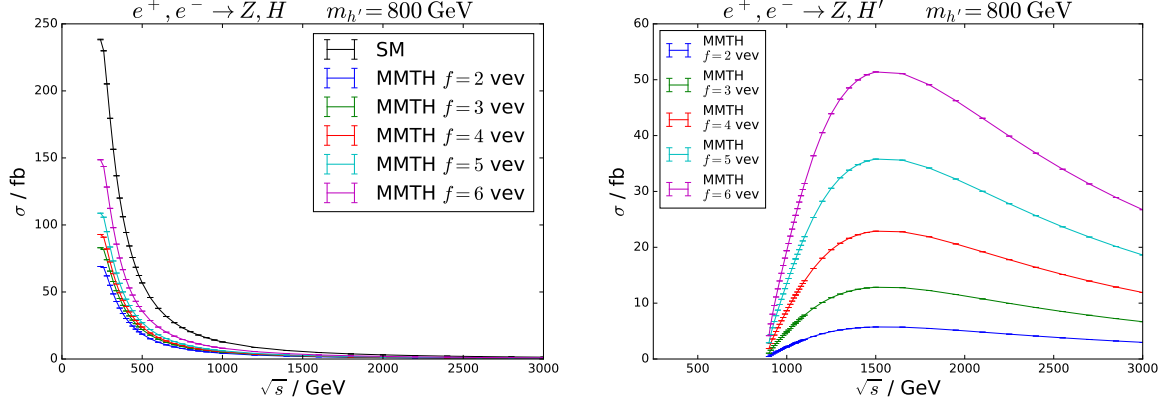 e⁺, e⁻ → Z, H m_{h′} = 800 GeV
250
200
150
100
50
0
σ / fb
SM
MMTH f = 2 vev
MMTH f = 3 vev
MMTH f = 4 vev
MMTH f = 5 vev
MMTH f = 6 vev
0 500 1000 1500 2000 2500 3000
√s / GeV
e⁺, e⁻ → Z, H′ m_{h′} = 800 GeV
60
50
40
30
20
10
0
σ / fb
MMTH
f = 2 vev
MMTH
f = 3 vev
MMTH
f = 4 vev
MMTH
f = 5 vev
MMTH
f = 6 vev
500 1000 1500 2000 2500 3000
√s / GeV